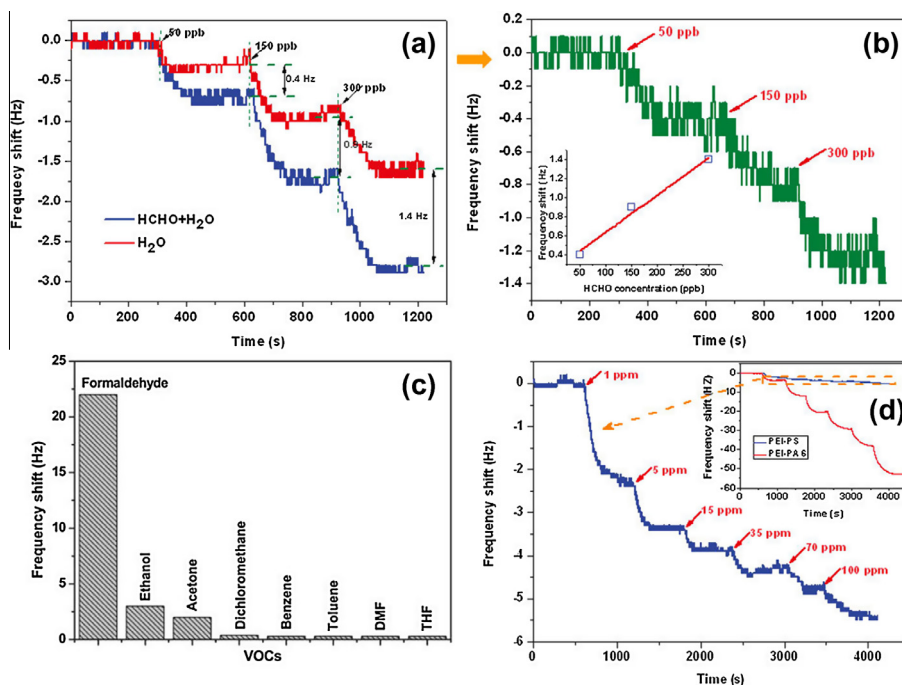 (a)
50 ppb
150 ppb
300 ppb
0.4 Hz
1.4 Hz
HCHO+H2O
H2O
0.0
-0.5
-1.0
-1.5
-2.0
-2.5
-3.0
Frequecy shift (Hz)
0 200 400 600 800 1000 1200
Time (s)
(b)
50 ppb
150 ppb
300 ppb
0.2
0.0
-0.2
-0.4
-0.6
-0.8
-1.0
-1.2
-1.4
Frequency shift (Hz)
1.4
1.2
1.0
0.8
0.6
0.4
Frequency shift (Hz)
50 100 150 200 250 300
HCHO concentration (ppb)
0 200 400 600 800 1000 1200
Time (s)
(c)
25
20
15
10
5
0
Frequency shift (Hz)
Formaldehyde
Ethanol
Acetone
Dichloromethane
Benzene
Toluene
DMF
THF
VOCs
(d)
1 ppm
5 ppm
15 ppm
35 ppm
70 ppm
100 ppm
0
-1
-2
-3
-4
-5
-6
Frequency shift (Hz)
0 1000 2000 3000 4000
Time (s)
0
-10
-20
-30
-40
-50
-60
Frequency shift (HZ)
PEI-PS
PEI-PA 6
0 1000 2000 3000 4000
Time (s)